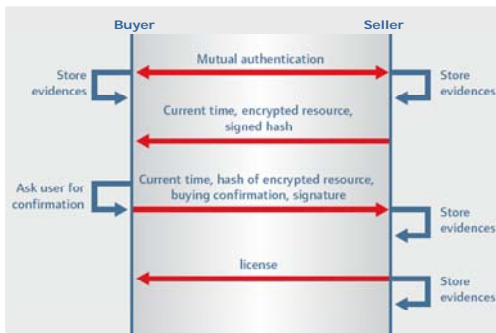 Buyer
Seller
Mutual authentication
Store
evidences
Store
evidences
Current time, encrypted resource,
signed hash
Ask user for
confirmation
Current time, hash of encrypted resource,
buying confirmation, signature
Store
evidences
license
Store
evidences